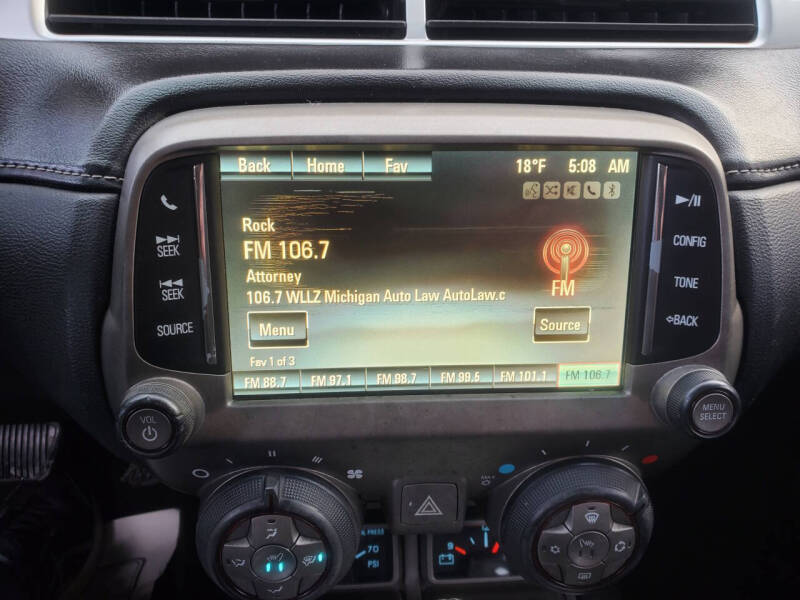 Back Home Fav 18°F 5:08 AM
Rock
FM 106.7
Attorney
106.7 WLLZ Michigan Auto Law AutoLaw.c
FM
Menu Source
Fav 1 of 3
FM 88.7 FM 97.1 FM 98.7 FM 99.5 FM 101.1 FM 106.7
SEEK
SEEK
SOURCE
CONFIG
TONE
BACK
VOL
MENU
SELECT
PRESS
70
PSI
9